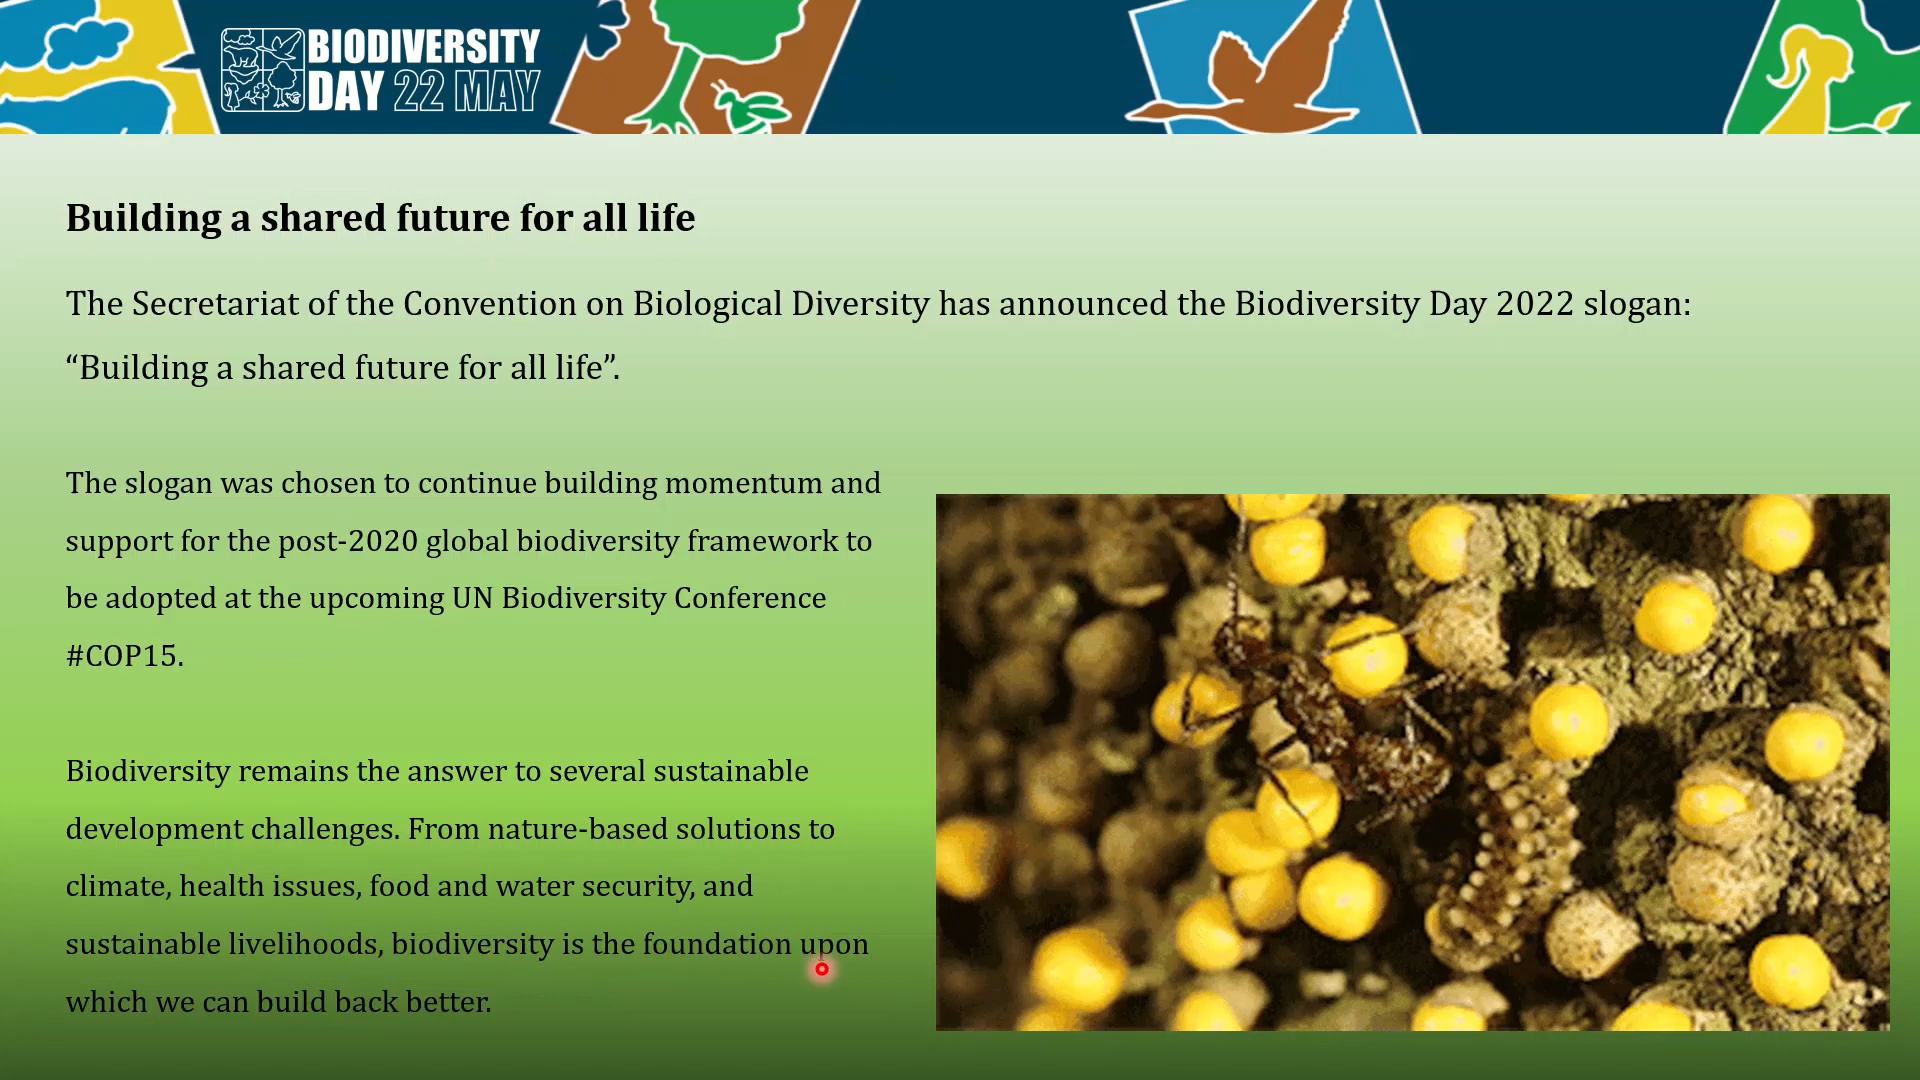 BIODIVERSITY
DAY 22 MAY
Building a shared future for all life
The Secretariat of the Convention on Biological Diversity has announced the Biodiversity Day 2022 slogan:
“Building a shared future for all life”.
The slogan was chosen to continue building momentum and
support for the post-2020 global biodiversity framework to
be adopted at the upcoming UN Biodiversity Conference
#COP15.
Biodiversity remains the answer to several sustainable
development challenges. From nature-based solutions to
climate, health issues, food and water security, and
sustainable livelihoods, biodiversity is the foundation upon
which we can build back better.